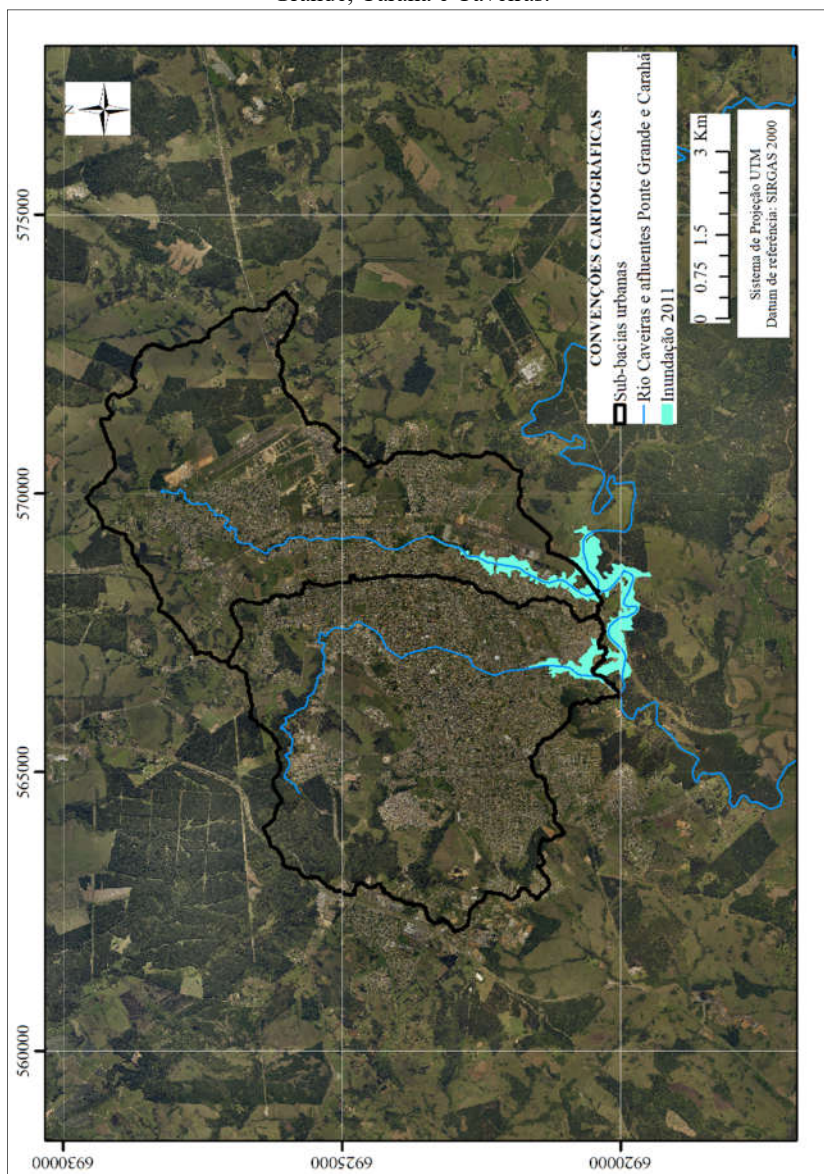 Grande, Carahá e Caveiras.
N
6930000
6925000
6920000
575000
570000
565000
560000
CONVENÇÕES CARTOGRÁFICAS
Sub-bacias urbanas
Rio Caveiras e afluentes Ponte Grande e Carahá
Inundação 2011
0 0.75 1.5 3 Km
Sistema de Projeção UTM
Datum de referência: SIRGAS 2000